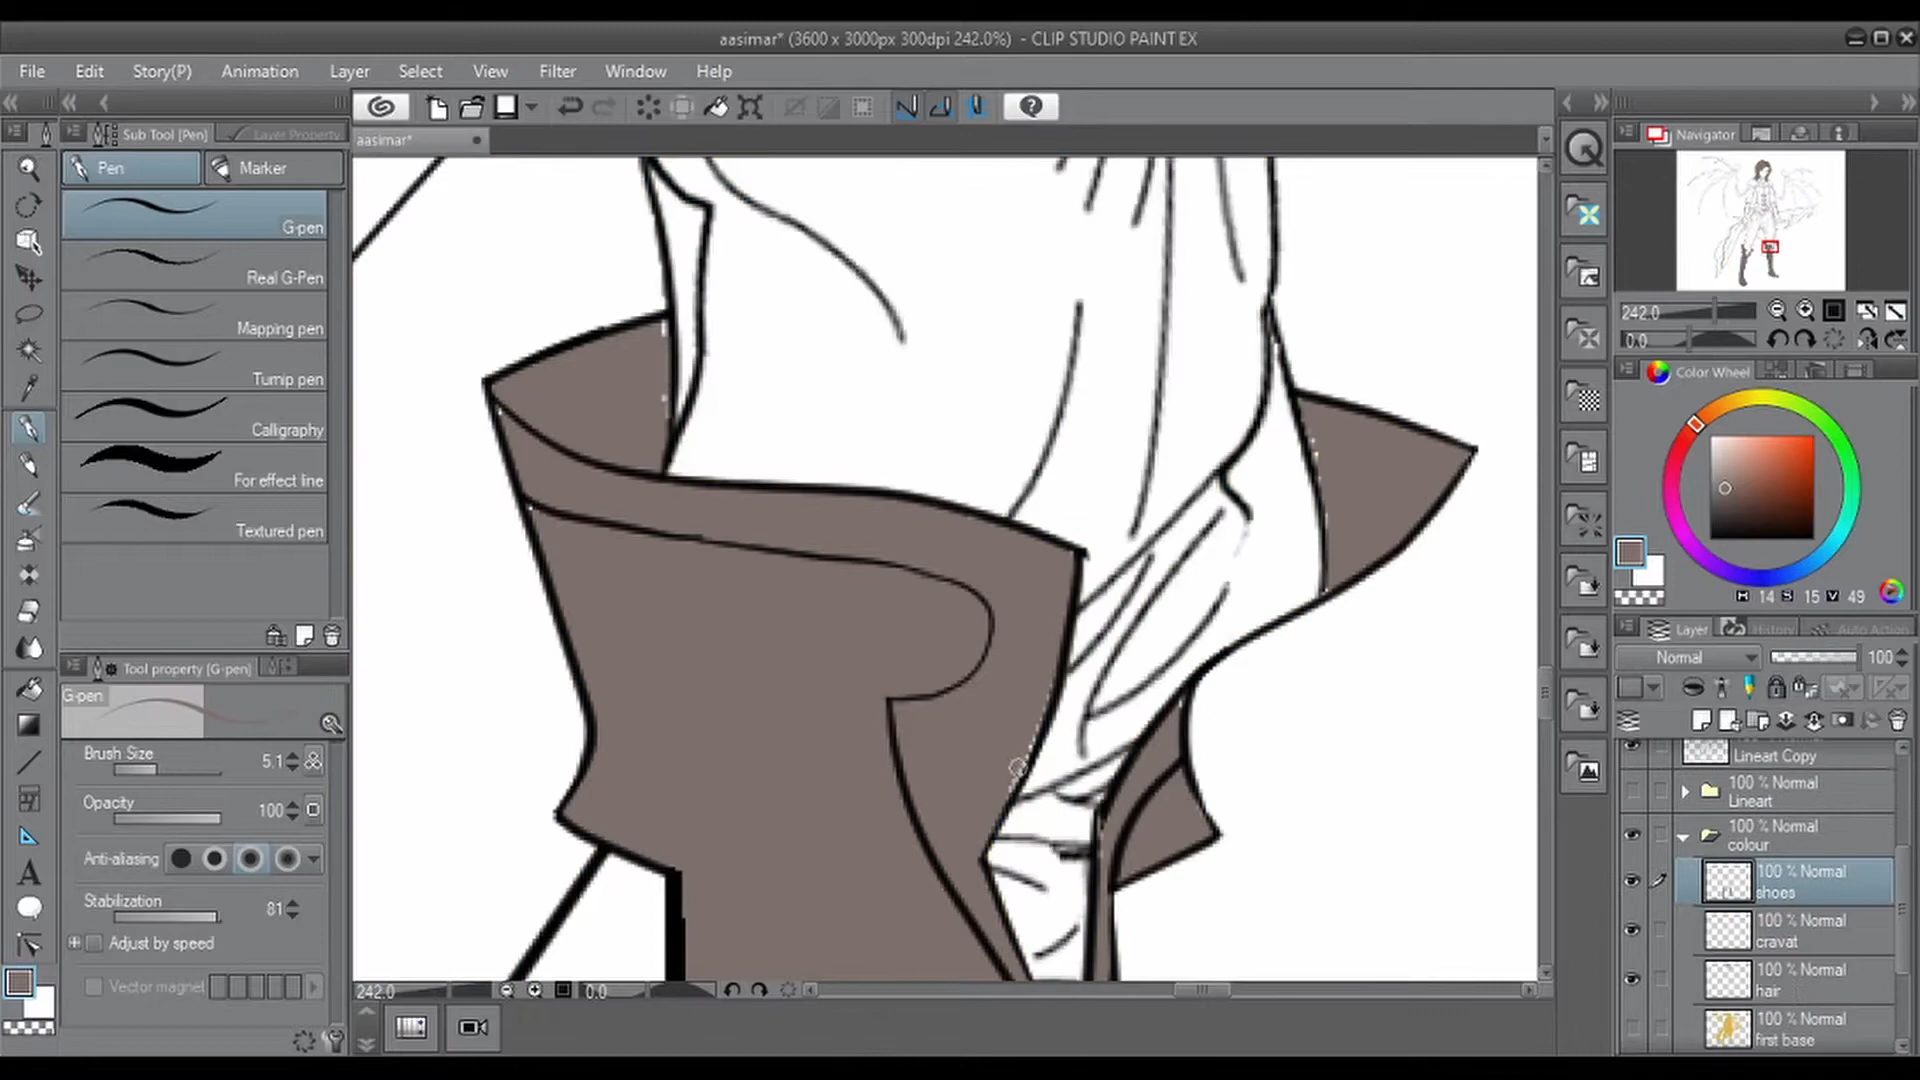 aasimar* (3600 x 3000px 300dpi 242.0%) - CLIP STUDIO PAINT EX
File Edit Story(P) Animation Layer Select View Filter Window Help
Sub Tool [Pen] Layer Property
aasimar*
Navigator
Pen Marker
G-pen
Real G-Pen
Mapping pen
Turnip pen
Calligraphy
For effect line
Textured pen
242.0
0.0
Color Wheel
H 14 S 15 V 49
Tool property [G-pen]
G-pen
Brush Size 5.1
Opacity 100
Anti-aliasing
Stabilization 81
Adjust by speed
Vector magnet
Layer History Auto Action
Normal 100
Lineart Copy
100 % Normal
Lineart
100 % Normal
colour
100 % Normal
shoes
100 % Normal
cravat
100 % Normal
hair
100 % Normal
first base
242.0 0.0